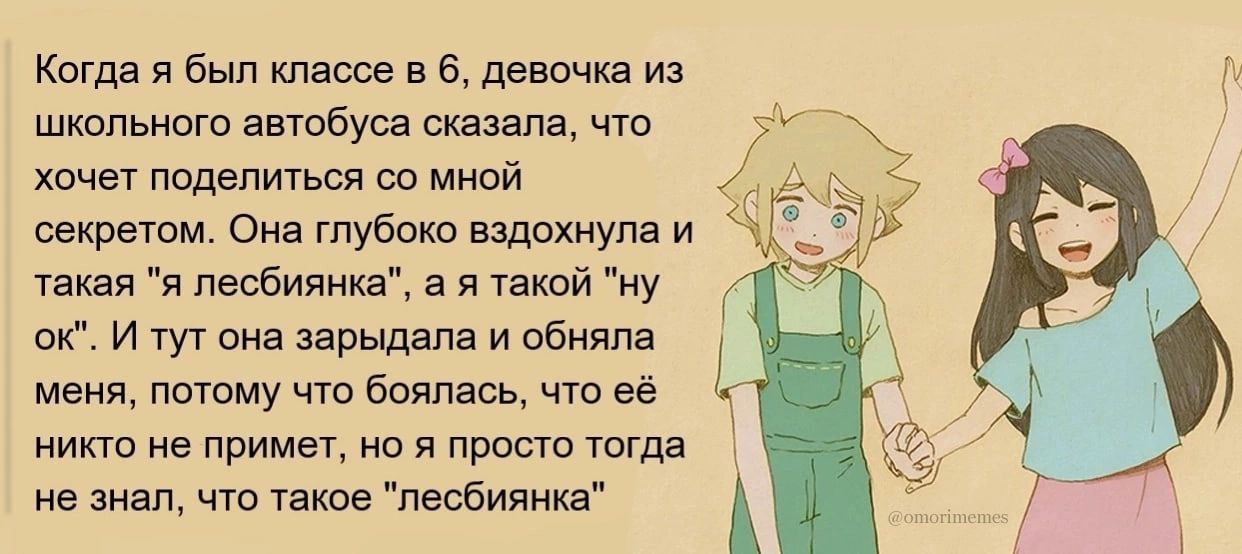 Когда я был классе в 6, девочка из
школьного автобуса сказала, что
хочет поделиться со мной
секретом. Она глубоко вздохнула и
такая "я лесбиянка", а я такой "ну
ок". И тут она зарыдала и обняла
меня, потому что боялась, что её
никто не примет, но я просто тогда
не знал, что такое "лесбиянка"
@omorimemes